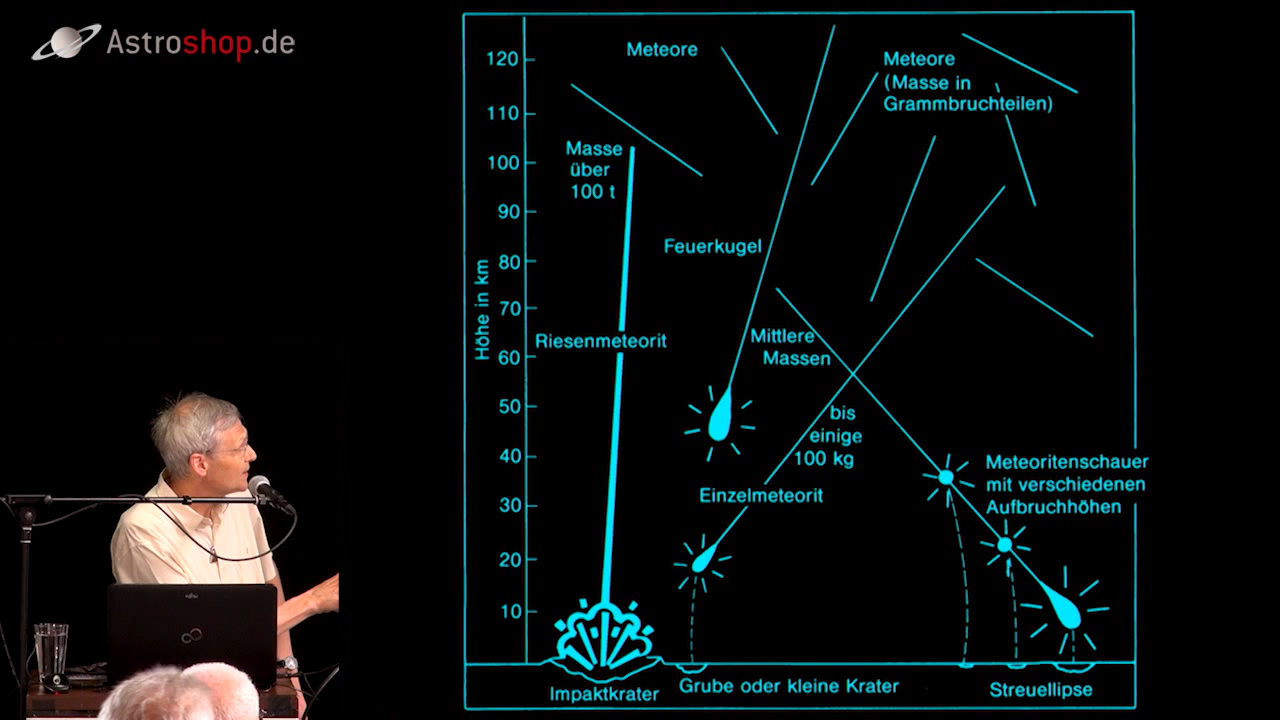 Astroshop.de
120
110
100
90
80
70
60
50
40
30
20
10
Höhe in km
Meteore
Meteore
(Masse in
Grammbruchteilen)
Masse
über
100 t
Feuerkugel
Riesenmeteorit
Mittlere
Massen
bis
einige
100 kg
Einzelmeteorit
Meteoritenschauer
mit verschiedenen
Aufbruchhöhen
Impaktkrater
Grube oder kleine Krater
Streuellipse